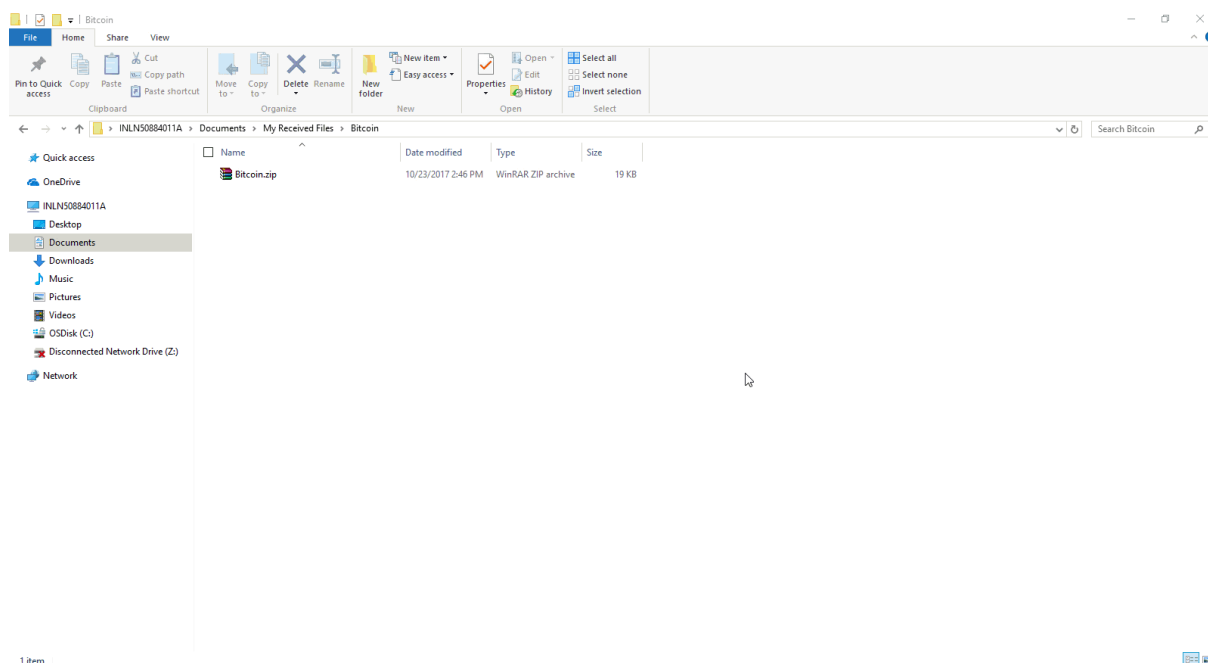 Bitcoin
File Home Share View
Pin to Quick access
Copy
Paste
Cut
Copy path
Paste shortcut
Clipboard
Move to
Copy to
Delete
Rename
Organize
New folder
New item
Easy access
New
Properties
Open
Edit
History
Open
Select all
Select none
Invert selection
Select
INLN50884011A > Documents > My Received Files > Bitcoin
Search Bitcoin
Name Date modified Type Size
Bitcoin.zip 10/23/2017 2:46 PM WinRAR ZIP archive 19 KB
Quick access
OneDrive
INLN50884011A
Desktop
Documents
Downloads
Music
Pictures
Videos
OSDisk (C:)
Disconnected Network Drive (Z:)
Network
1 item